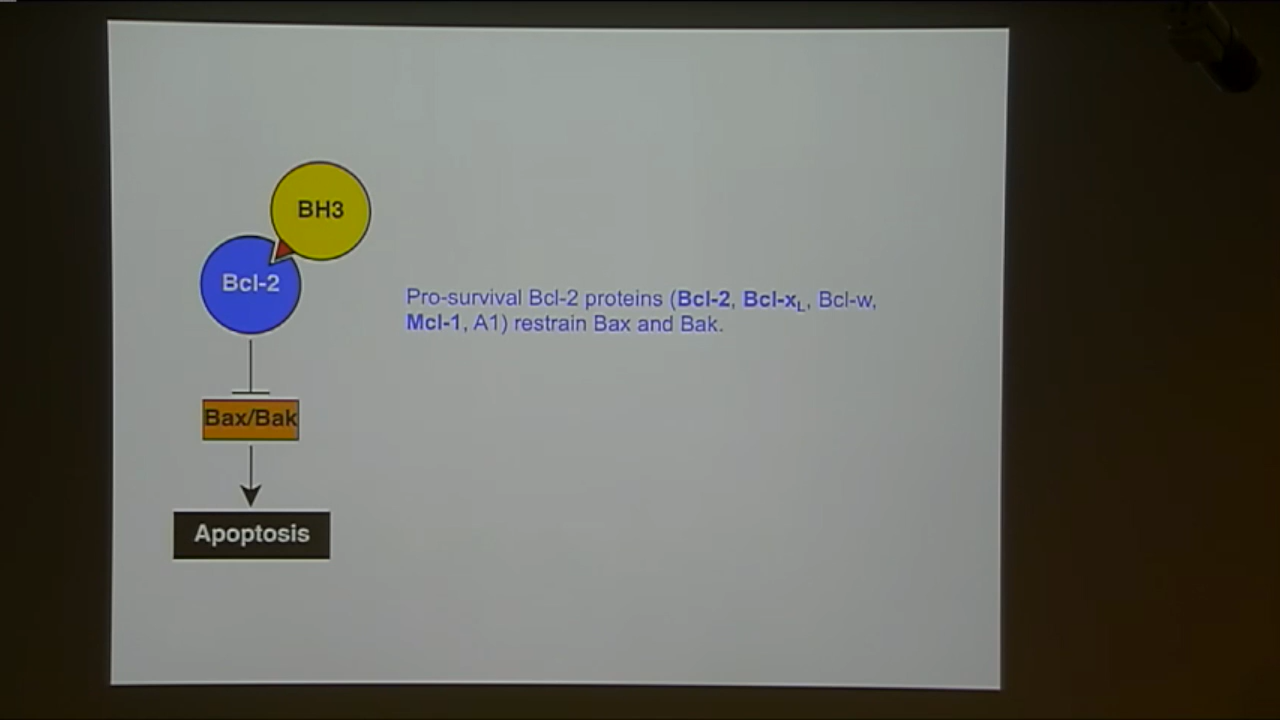 BH3
Bcl-2
Pro-survival Bcl-2 proteins (Bcl-2, Bcl-xL, Bcl-w,
Mcl-1, A1) restrain Bax and Bak.
Bax/Bak
Apoptosis